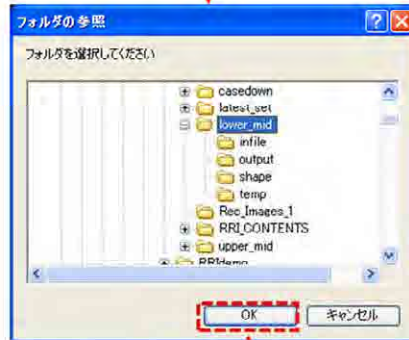 フォルダの参照
フォルダを選択してください
casedown
latest_set
lower_mid
infile
output
shape
temp
Rec_Images_1
RRI_CONTENTS
upper_mid
RRIdemo
OK
キャンセル